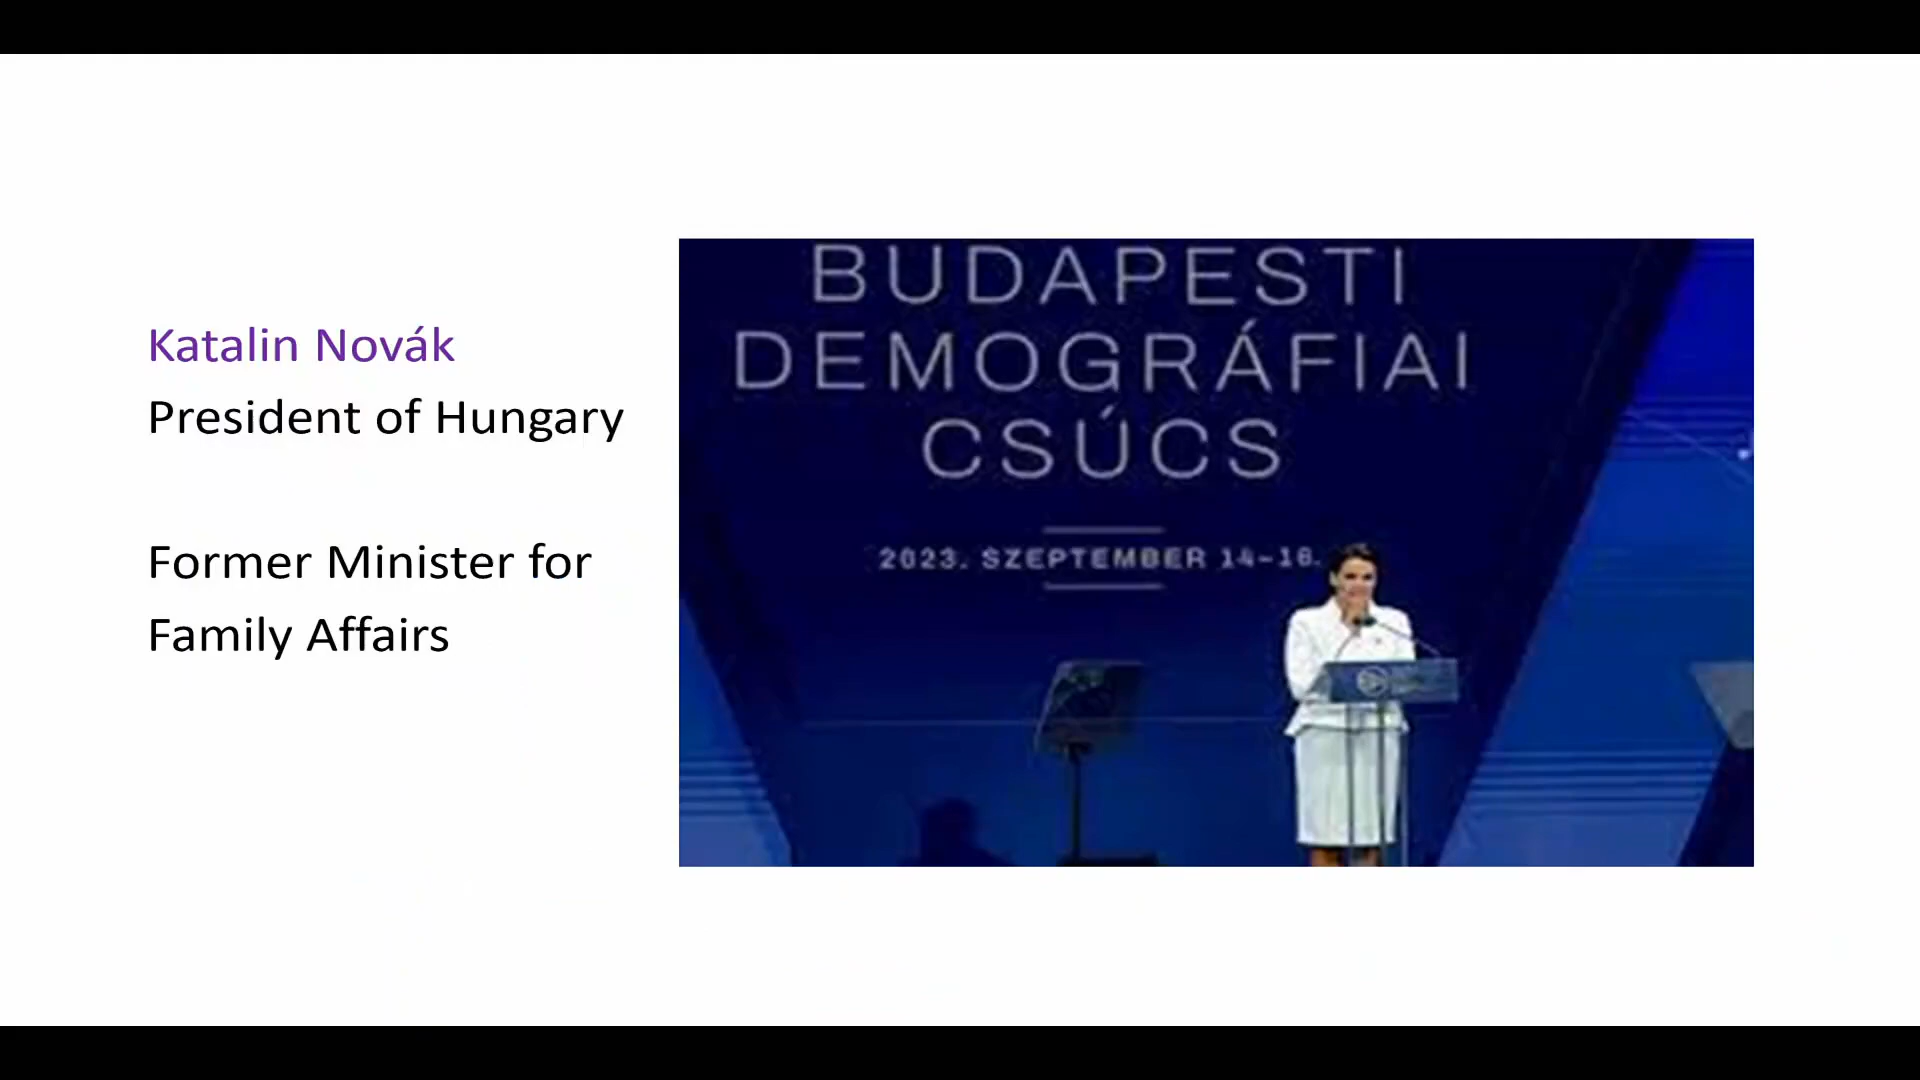 Katalin Novák
President of Hungary
Former Minister for
Family Affairs
BUDAPESTI
DEMOGRÁFIAI
CSÚCS
2023. SZEPTEMBER 14–16.